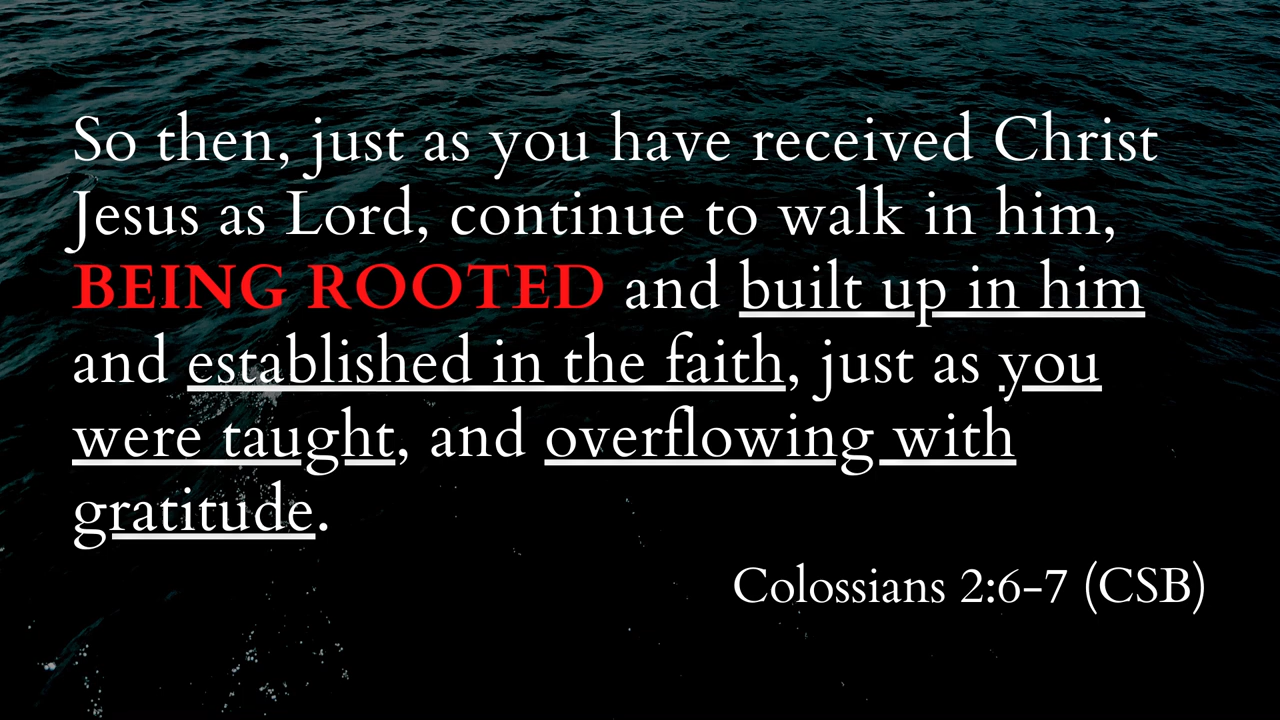 So then, just as you have received Christ
Jesus as Lord, continue to walk in him,
BEING ROOTED and built up in him
and established in the faith, just as you
were taught, and overflowing with
gratitude.
Colossians 2:6-7 (CSB)